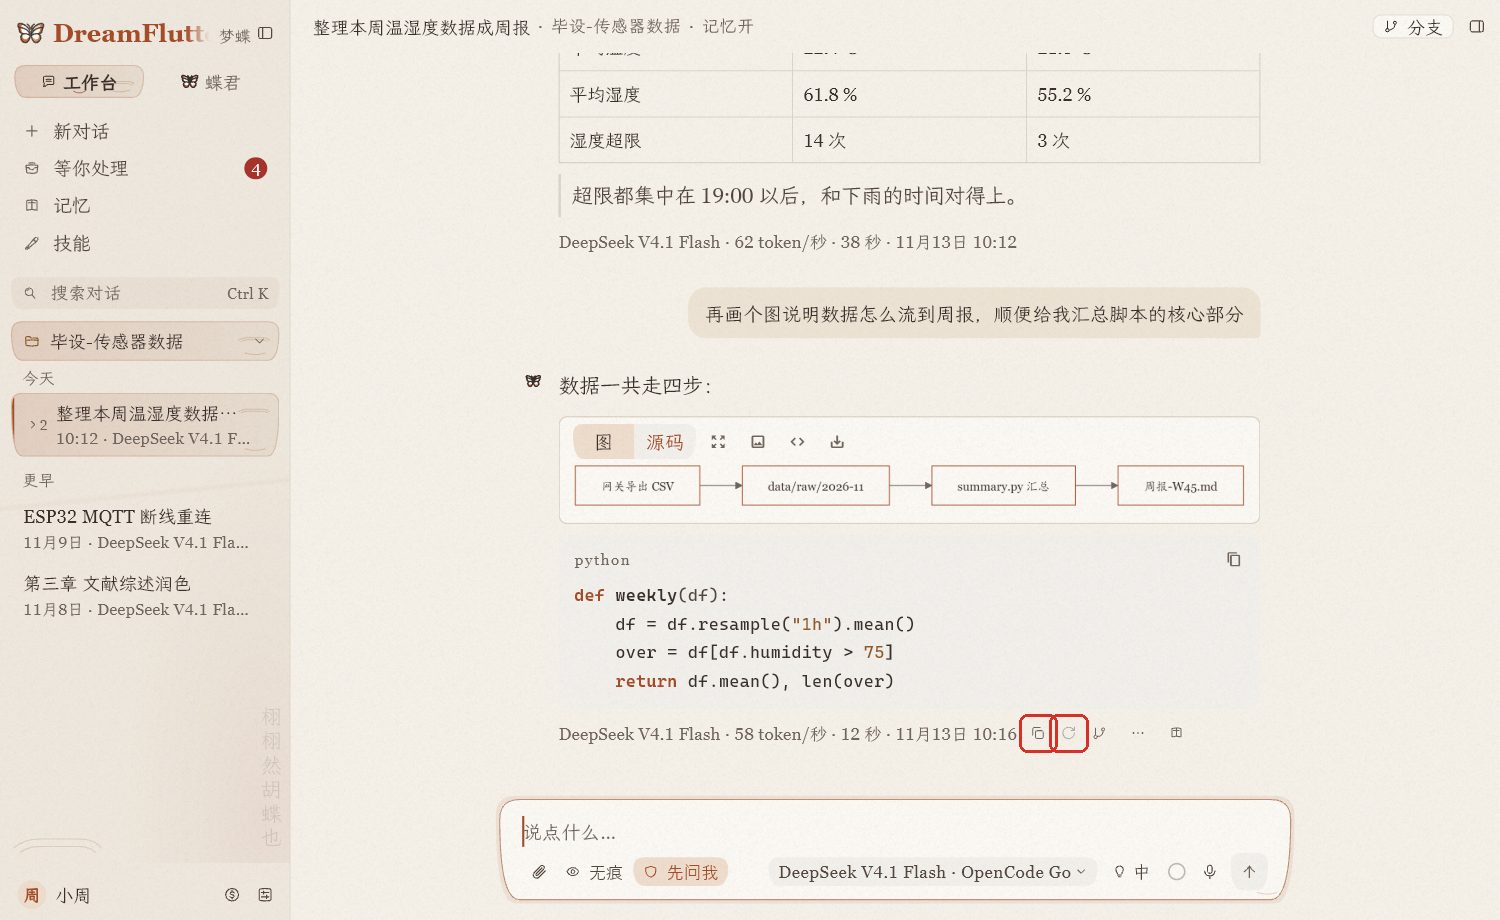 DreamFlutt
梦蝶
工作台
蝶君
新对话
等你处理
4
记忆
技能
搜索对话
Ctrl K
毕设-传感器数据
今天
2
整理本周温湿度数据…
10:12 · DeepSeek V4.1 F...
更早
ESP32 MQTT 断线重连
11月9日 · DeepSeek V4.1 Fla...
第三章 文献综述润色
11月8日 · DeepSeek V4.1 Fla...
栩栩然胡蝶也
周
小周
整理本周温湿度数据成周报 · 毕设-传感器数据 · 记忆开
分支
平均湿度 61.8 % 55.2 %
湿度超限 14 次 3 次
超限都集中在 19:00 以后，和下雨的时间对得上。
DeepSeek V4.1 Flash · 62 token/秒 · 38 秒 · 11月13日 10:12
再画个图说明数据怎么流到周报，顺便给我汇总脚本的核心部分
数据一共走四步：
图
源码
网关导出 CSV
data/raw/2026-11
summary.py 汇总
周报-W45.md
python
def weekly(df):
df = df.resample("1h").mean()
over = df[df.humidity > 75]
return df.mean(), len(over)
DeepSeek V4.1 Flash · 58 token/秒 · 12 秒 · 11月13日 10:16
说点什么...
无痕
先问我
DeepSeek V4.1 Flash · OpenCode Go
中